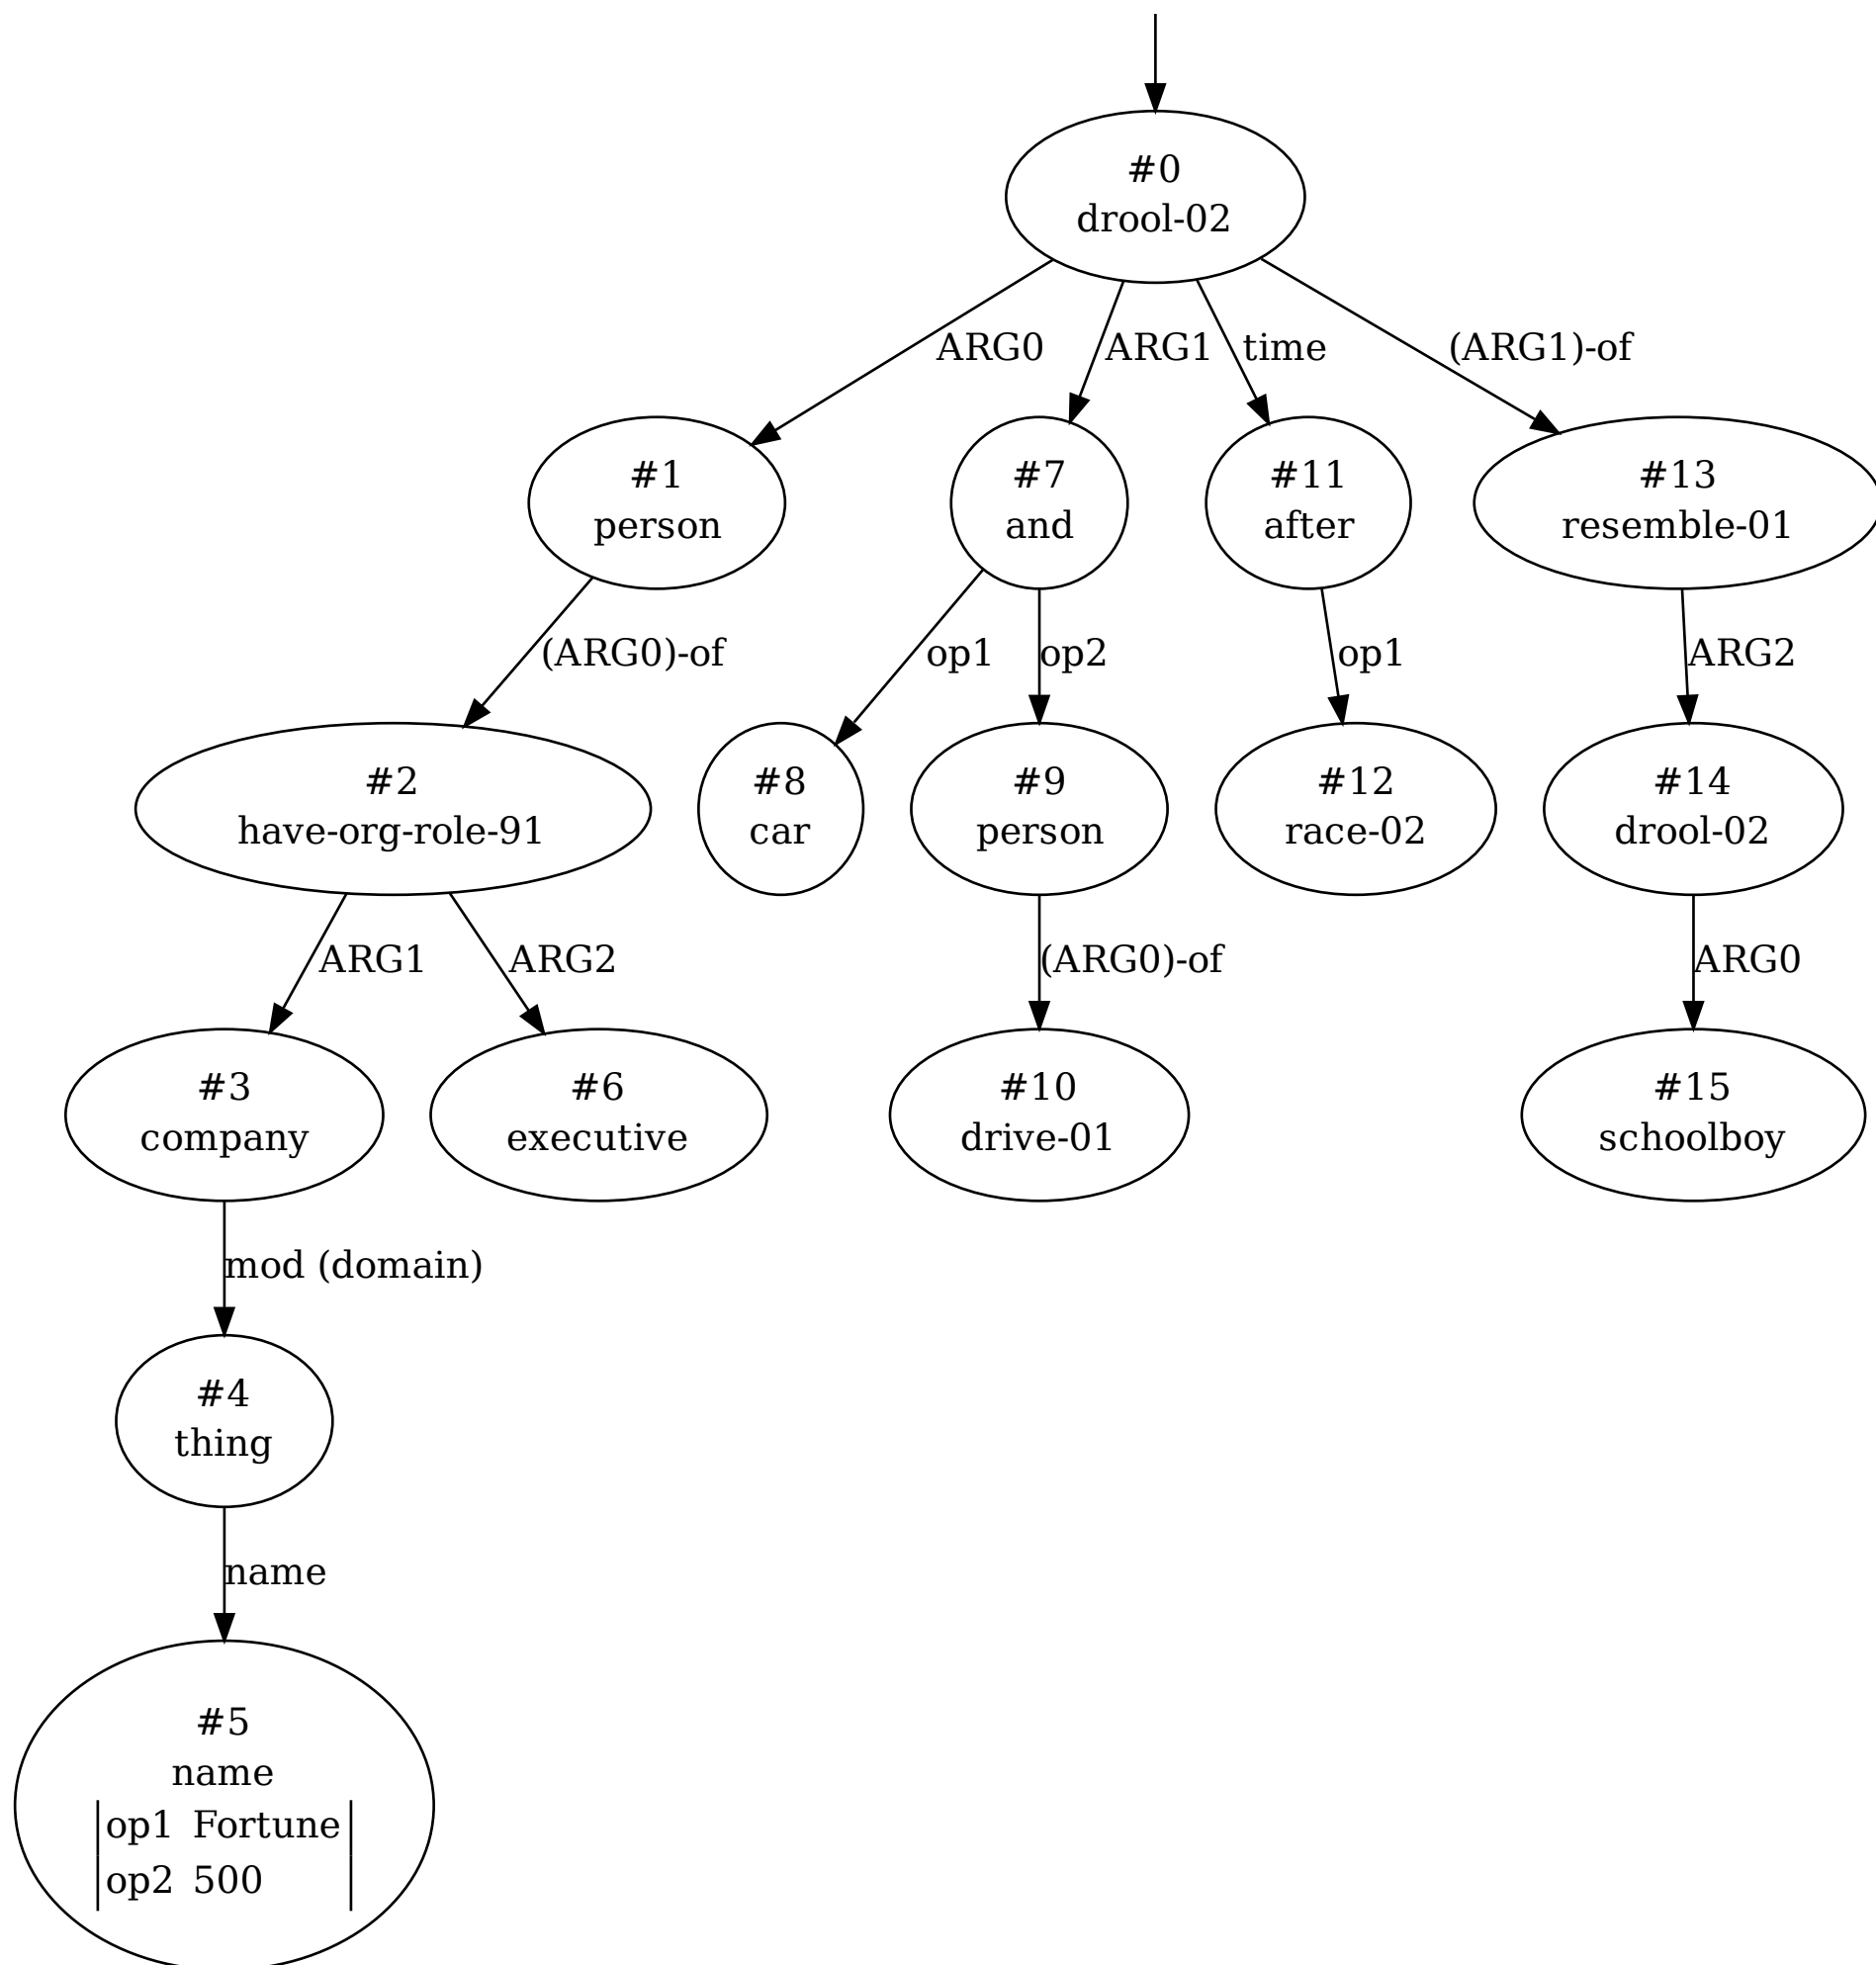 #0
drool-02
ARG0
ARG1
time
(ARG1)-of
#1
person
#7
and
#11
after
#13
resemble-01
(ARG0)-of
op1
op2
op1
ARG2
#2
have-org-role-91
#8
car
#9
person
#12
race-02
#14
drool-02
ARG1
ARG2
(ARG0)-of
ARG0
#3
company
#6
executive
#10
drive-01
#15
schoolboy
mod (domain)
#4
thing
name
#5
name
op1 Fortune
op2 500